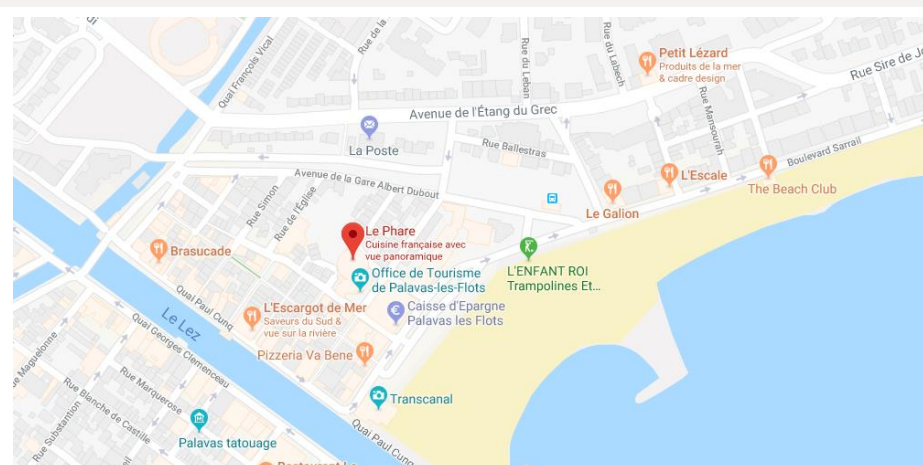 Quai François Vical
Rue de la
Rue du Leban
Rue du Labech
Petit Lézard
Produits de la mer
& cadre design
Rue Sire de Jo
Avenue de l'Étang du Grec
Rue Mansourah
La Poste
Rue Ballestras
Boulevard Sarrail
L'Escale
The Beach Club
Avenue de la Gare Albert Dubout
Rue Simon
Rue de l'Église
Le Galion
Le Phare
Cuisine française avec
vue panoramique
Brasucade
Office de Tourisme
de Palavas-les-Flots
L'ENFANT ROI
Trampolines Et...
Quai Paul Cunq
L'Escargot de Mer
Saveurs du Sud &
vue sur la rivière
Caisse d'Epargne
Palavas les Flots
Le Lez
Quai Georges Clemenceau
Pizzeria Va Bene
Rue Maguelonne
Rue Marquerose
Rue Blanche de Castille
Rue Substantion
Transcanal
Palavas tatouage
Quai Paul Cunq